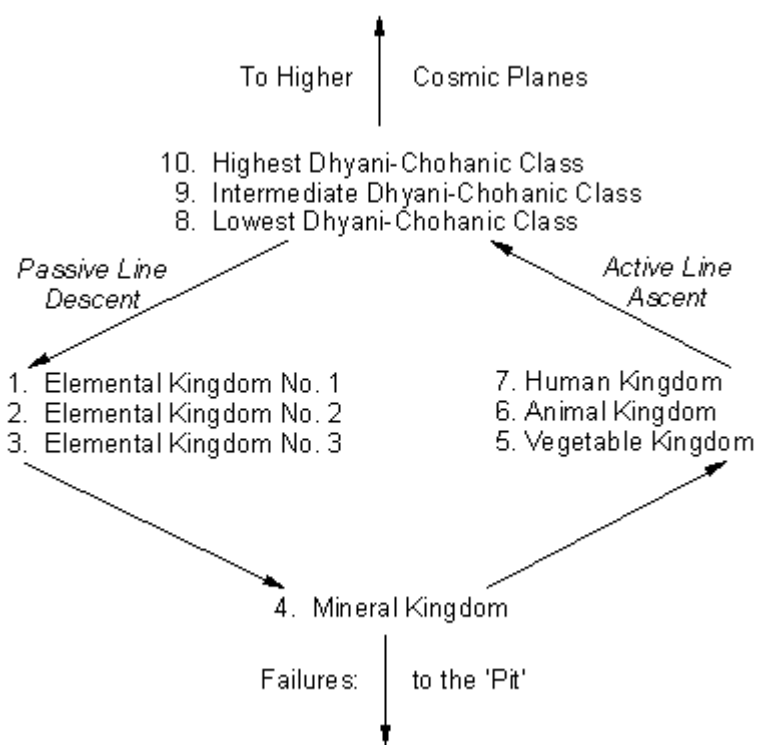 To Higher Cosmic Planes
10. Highest Dhyani-Chohanic Class
9. Intermediate Dhyani-Chohanic Class
8. Lowest Dhyani-Chohanic Class
Passive Line
Descent
Active Line
Ascent
1. Elemental Kingdom No. 1
2. Elemental Kingdom No. 2
3. Elemental Kingdom No. 3
7. Human Kingdom
6. Animal Kingdom
5. Vegetable Kingdom
4. Mineral Kingdom
Failures: to the 'Pit'